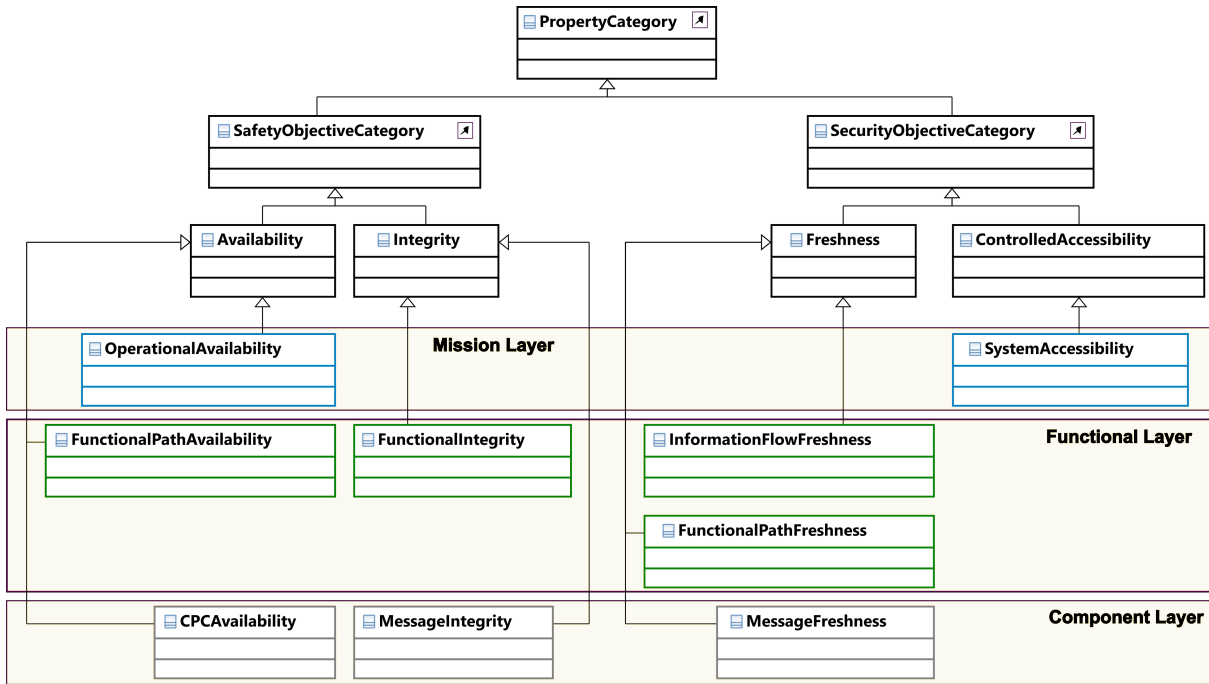 PropertyCategory
SafetyObjectiveCategory
SecurityObjectiveCategory
Availability
Integrity
Freshness
ControlledAccessibility
OperationalAvailability
Mission Layer
SystemAccessibility
FunctionalPathAvailability
FunctionalIntegrity
InformationFlowFreshness
Functional Layer
FunctionalPathFreshness
CPCAvailability
MessageIntegrity
MessageFreshness
Component Layer